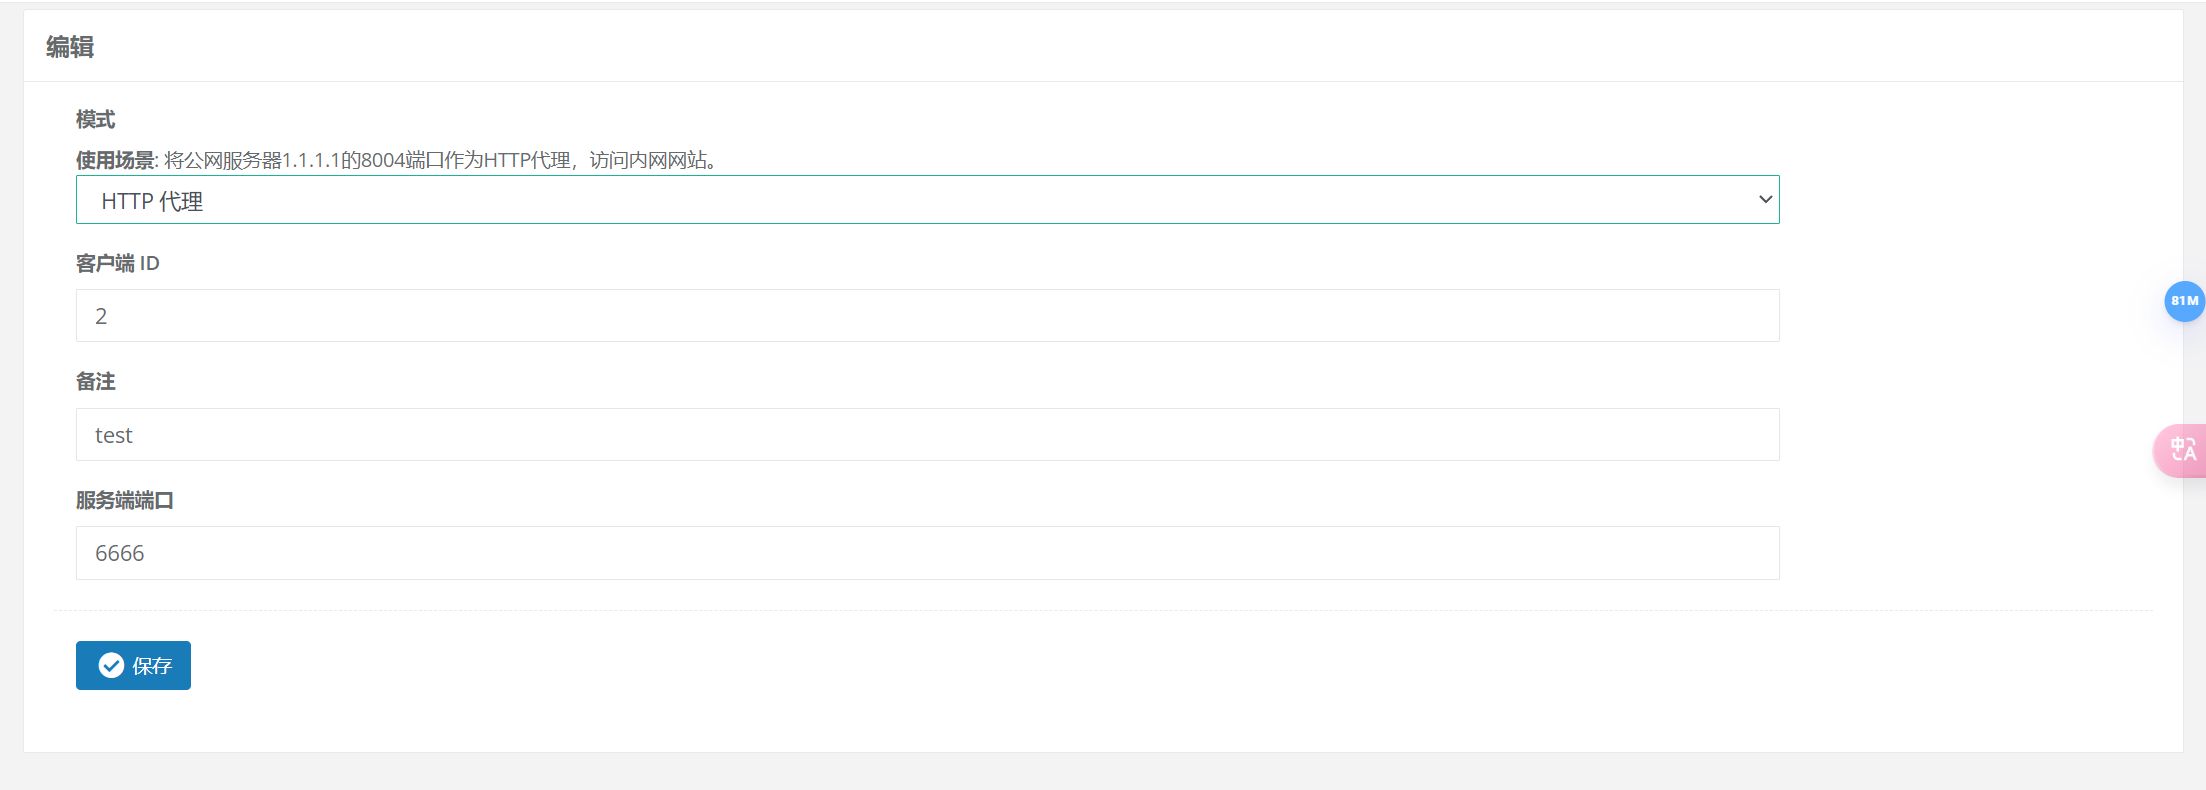 编辑
模式
使用场景: 将公网服务器1.1.1.1的8004端口作为HTTP代理，访问内网网站。
HTTP 代理
客户端 ID
2
81M
备注
test
中A
服务端端口
6666
保存